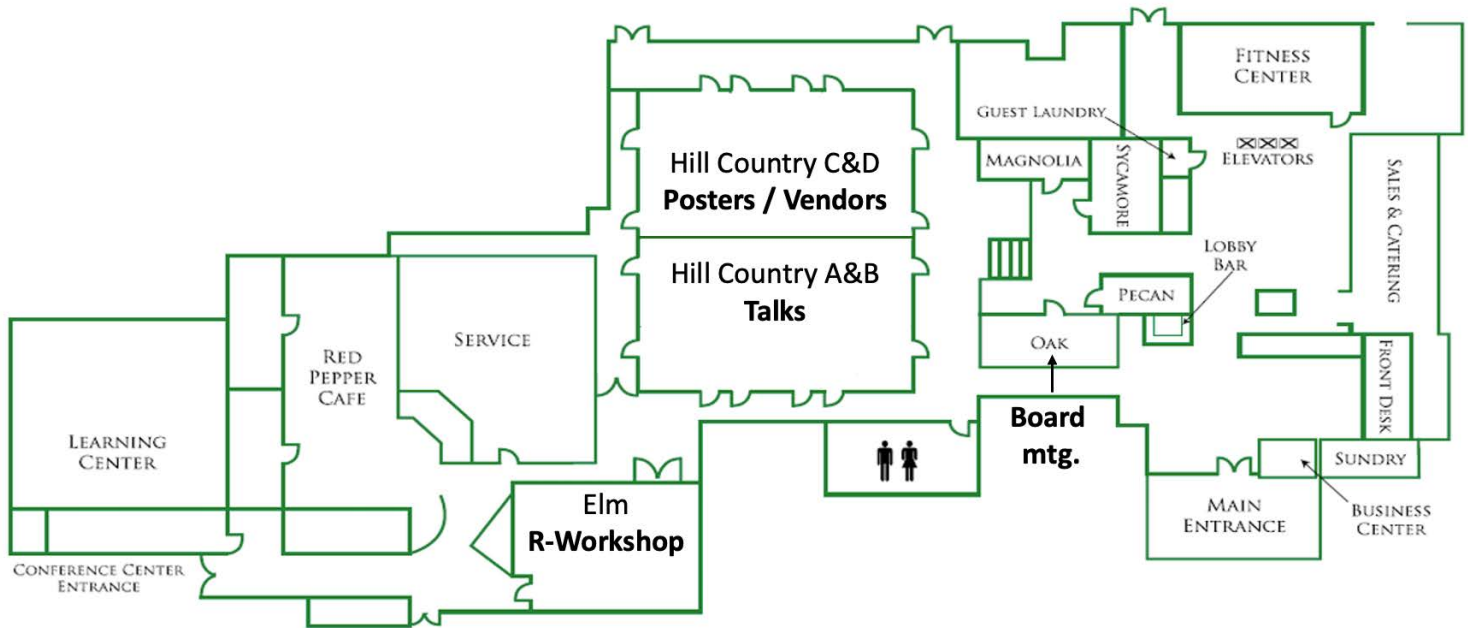 FITNESS
CENTER
GUEST LAUNDRY
ELEVATORS
MAGNOLIA
SYCAMORE
SALES & CATERING
Hill Country C&D
Posters / Vendors
Hill Country A&B
Talks
LOBBY
BAR
PECAN
OAK
Board
mtg.
FRONT DESK
SERVICE
RED
PEPPER
CAFE
LEARNING
CENTER
SUNDRY
BUSINESS
CENTER
MAIN
ENTRANCE
Elm
R-Workshop
CONFERENCE CENTER
ENTRANCE